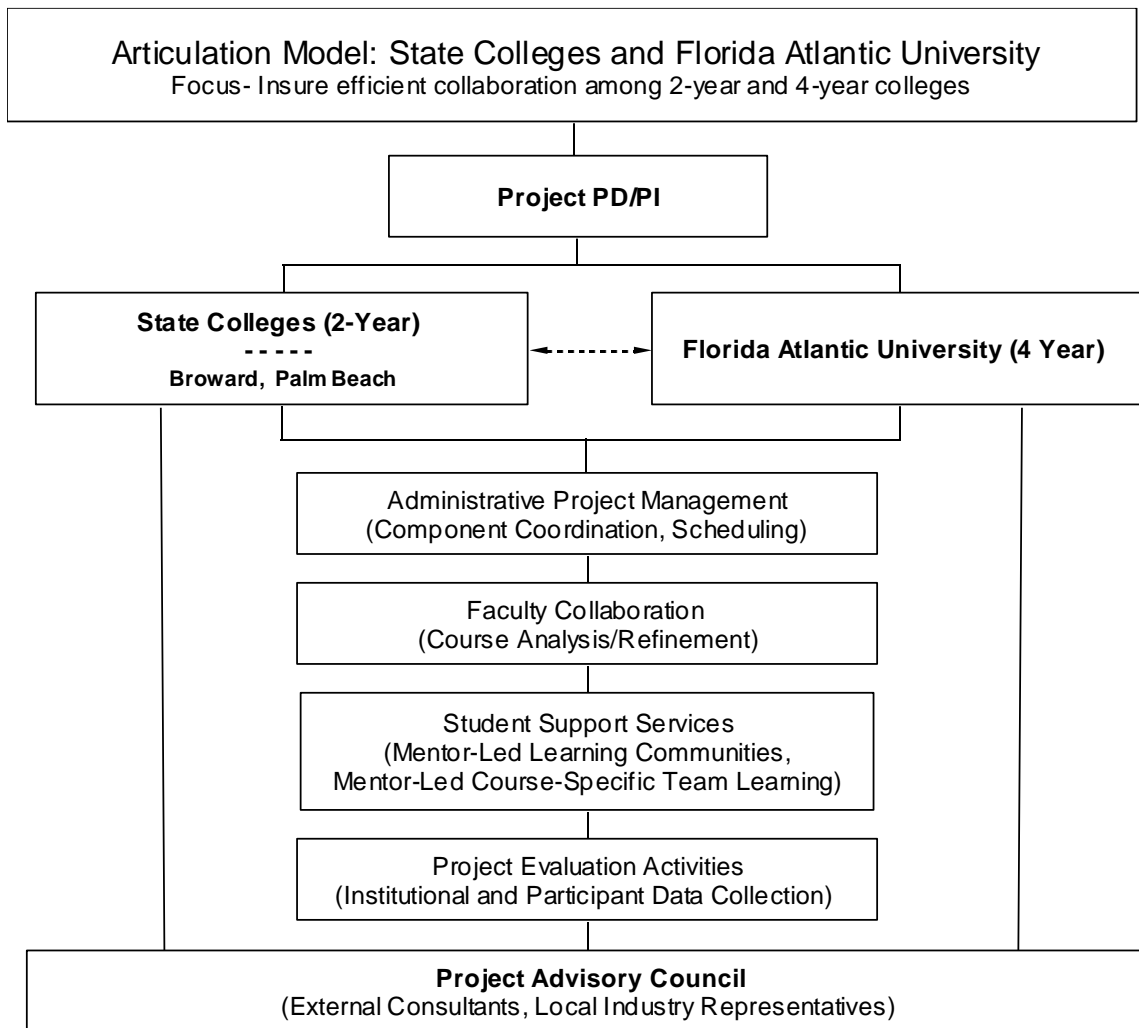 Articulation Model: State Colleges and Florida Atlantic University
Focus- Insure efficient collaboration among 2-year and 4-year colleges
Project PD/PI
State Colleges (2-Year)
- - - - -
Broward, Palm Beach
Florida Atlantic University (4 Year)
Administrative Project Management
(Component Coordination, Scheduling)
Faculty Collaboration
(Course Analysis/Refinement)
Student Support Services
(Mentor-Led Learning Communities,
Mentor-Led Course-Specific Team Learning)
Project Evaluation Activities
(Institutional and Participant Data Collection)
Project Advisory Council
(External Consultants, Local Industry Representatives)